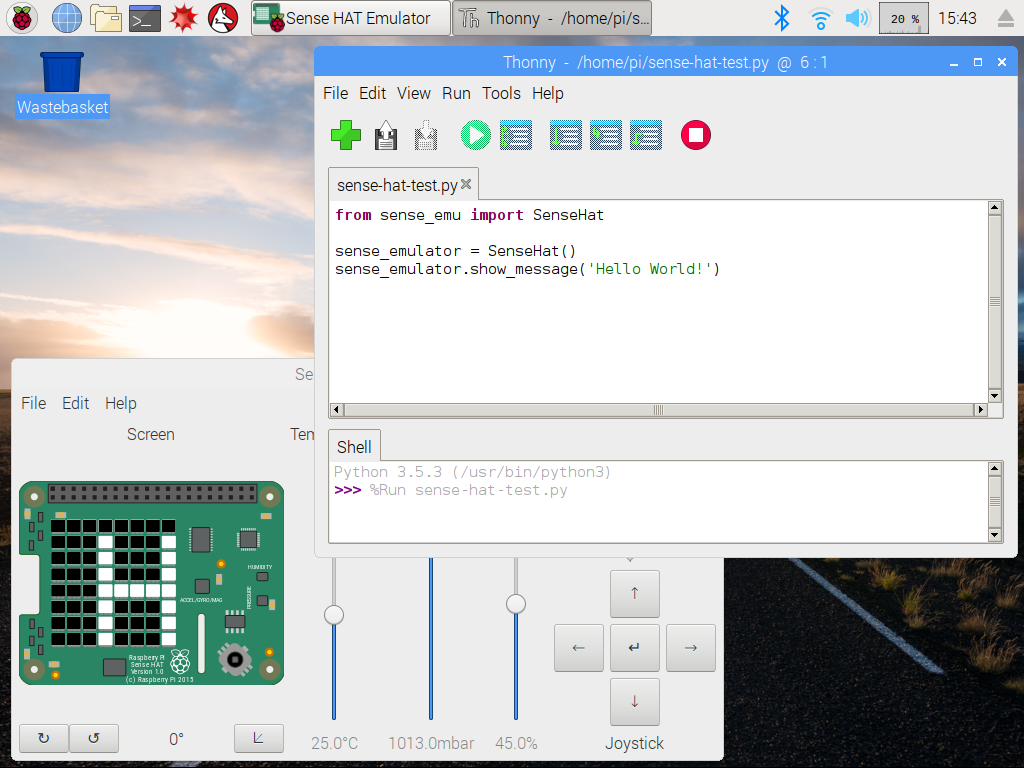 Sense HAT Emulator
Thonny - /home/pi/s...
20 %
15:43
Wastebasket
Thonny - /home/pi/sense-hat-test.py @ 6 : 1
File Edit View Run Tools Help
sense-hat-test.py
from sense_emu import SenseHat
sense_emulator = SenseHat()
sense_emulator.show_message('Hello World!')
Shell
Python 3.5.3 (/usr/bin/python3)
>>> %Run sense-hat-test.py
Se
File Edit Help
Screen
Tem
HUMIDITY
PRESSURE
ACCEL/GYRO/MAG
Raspberry Pi
Sense HAT
Version 1.0
(c) Raspberry Pi 2015
0°
25.0°C
1013.0mbar
45.0%
Joystick